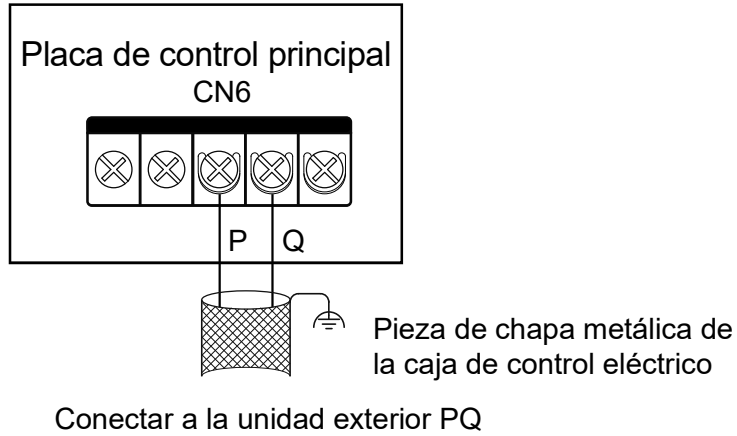 Placa de control principal
CN6
P Q
Pieza de chapa metálica de
la caja de control eléctrico
Conectar a la unidad exterior PQ